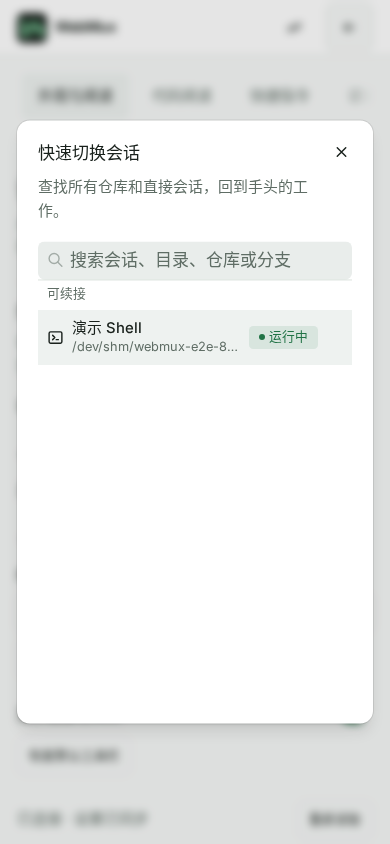 WebMux
快速切换会话
查找所有仓库和直接会话，回到手头的工
作。
搜索会话、目录、仓库或分支
可续接
演示 Shell
/dev/shm/webmux-e2e-8...
运行中